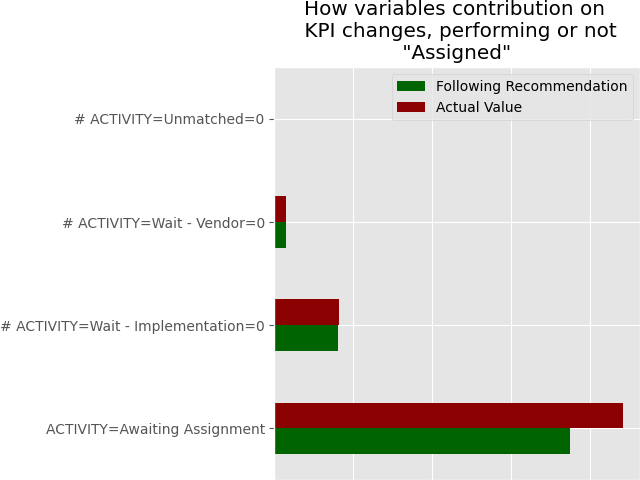 How variables contribution on
KPI changes, performing or not
"Assigned"
Following Recommendation
Actual Value
# ACTIVITY=Unmatched=0
# ACTIVITY=Wait - Vendor=0
# ACTIVITY=Wait - Implementation=0
ACTIVITY=Awaiting Assignment